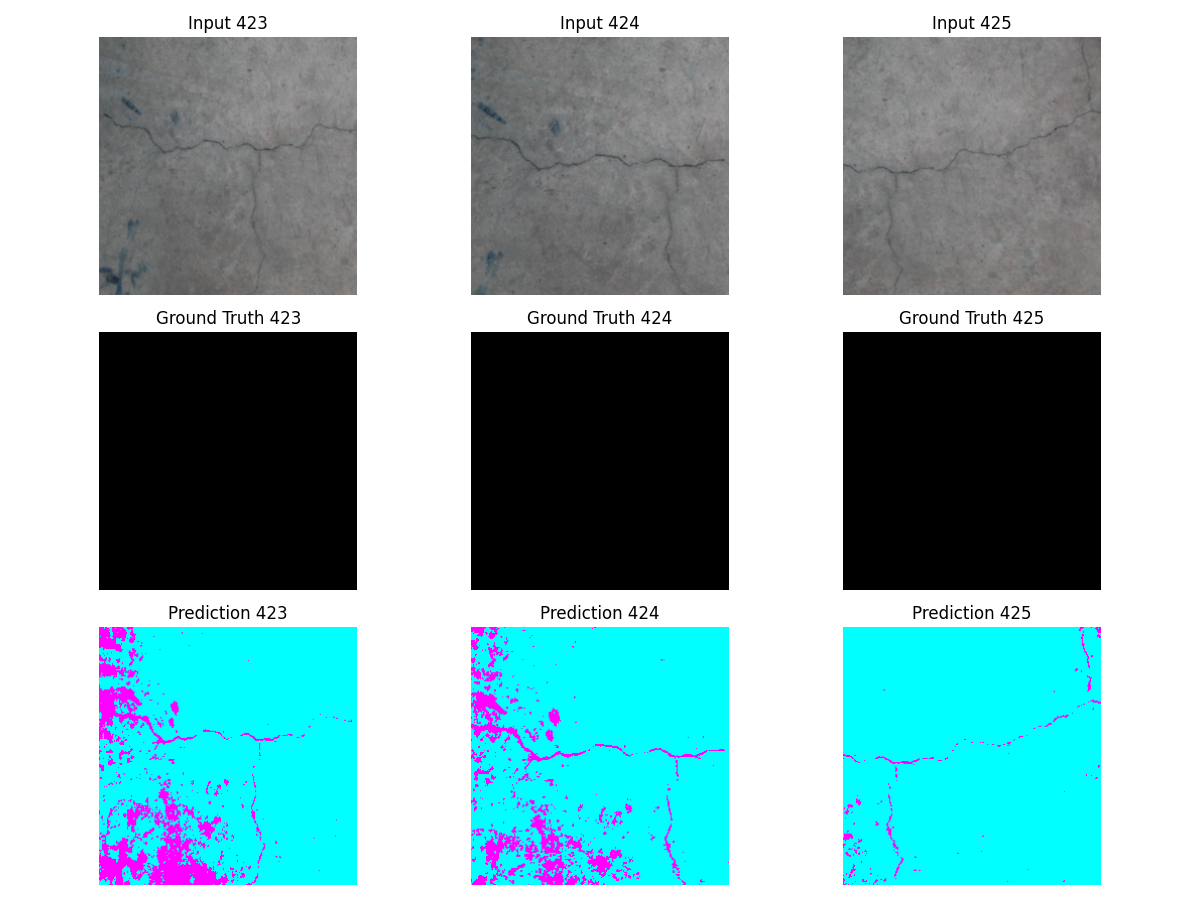 Input 423
Input 424
Input 425
Ground Truth 423
Ground Truth 424
Ground Truth 425
Prediction 423
Prediction 424
Prediction 425